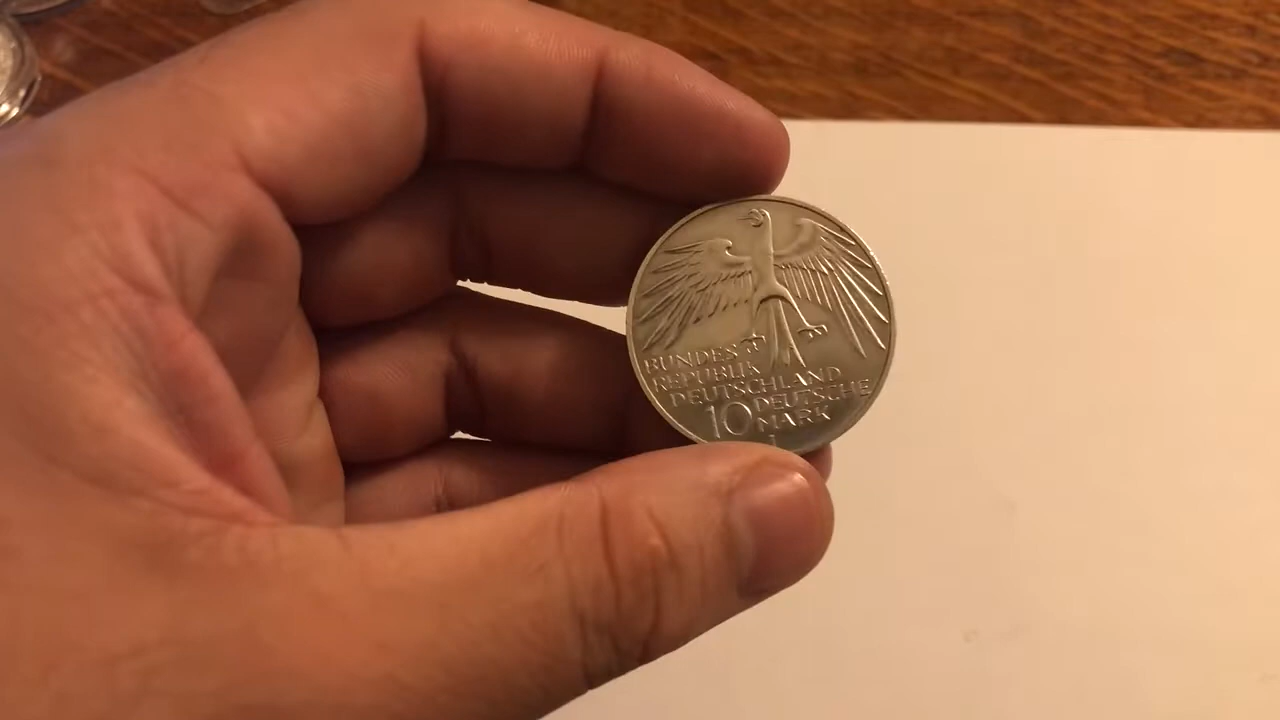 BUNDES
REPUBLIK
DEUTSCHLAND
10 DEUTSCHE
MARK